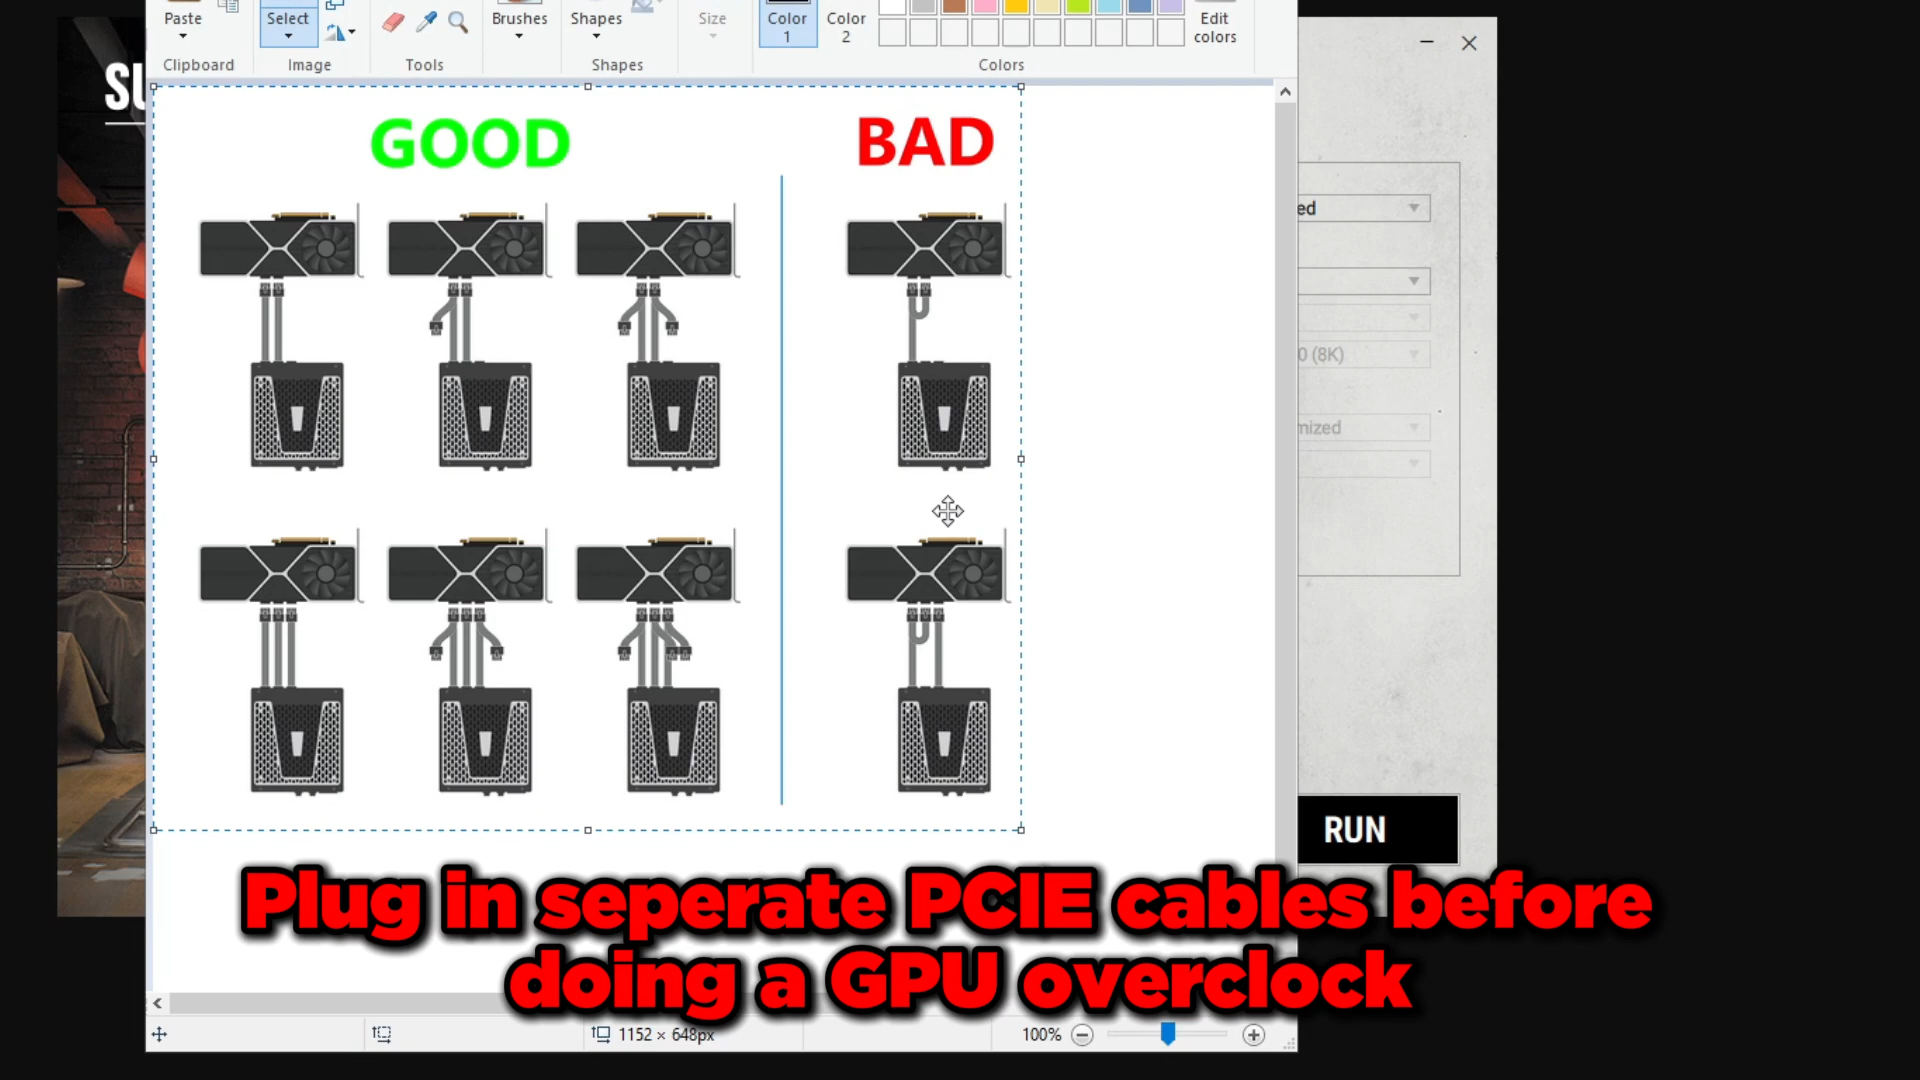 Paste
Select
Brushes
Shapes
Size
Color
1
Color
2
Edit
colors
Clipboard
Image
Tools
Shapes
Colors
SU
GOOD
BAD
ed
0 (8K)
mized
RUN
Plug in seperate PCIE cables before
doing a GPU overclock
1152 × 648px
100%